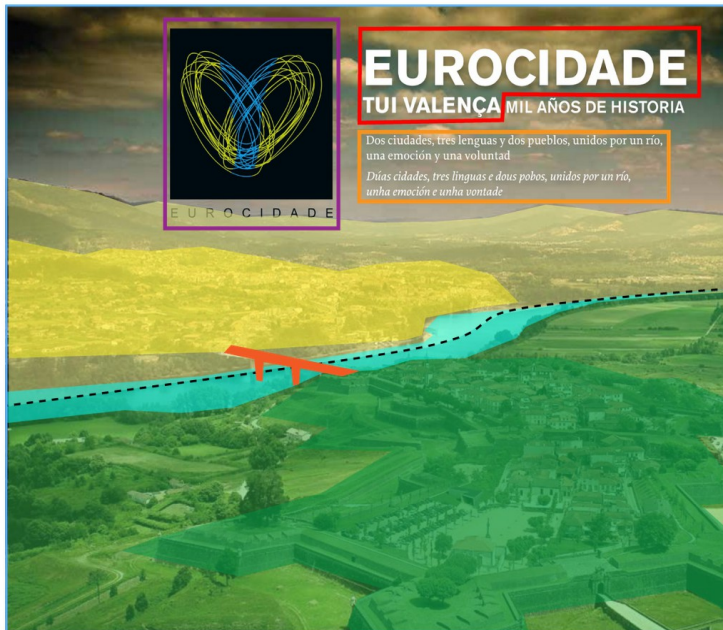 EUROCIDADE
EUROCIDADE
TUI VALENÇA MIL AÑOS DE HISTORIA
Dos ciudades, tres lenguas y dos pueblos, unidos por un río,
una emoción y una voluntad
Dúas cidades, tres linguas e dous pobos, unidos por un río,
unha emoción e unha vontade